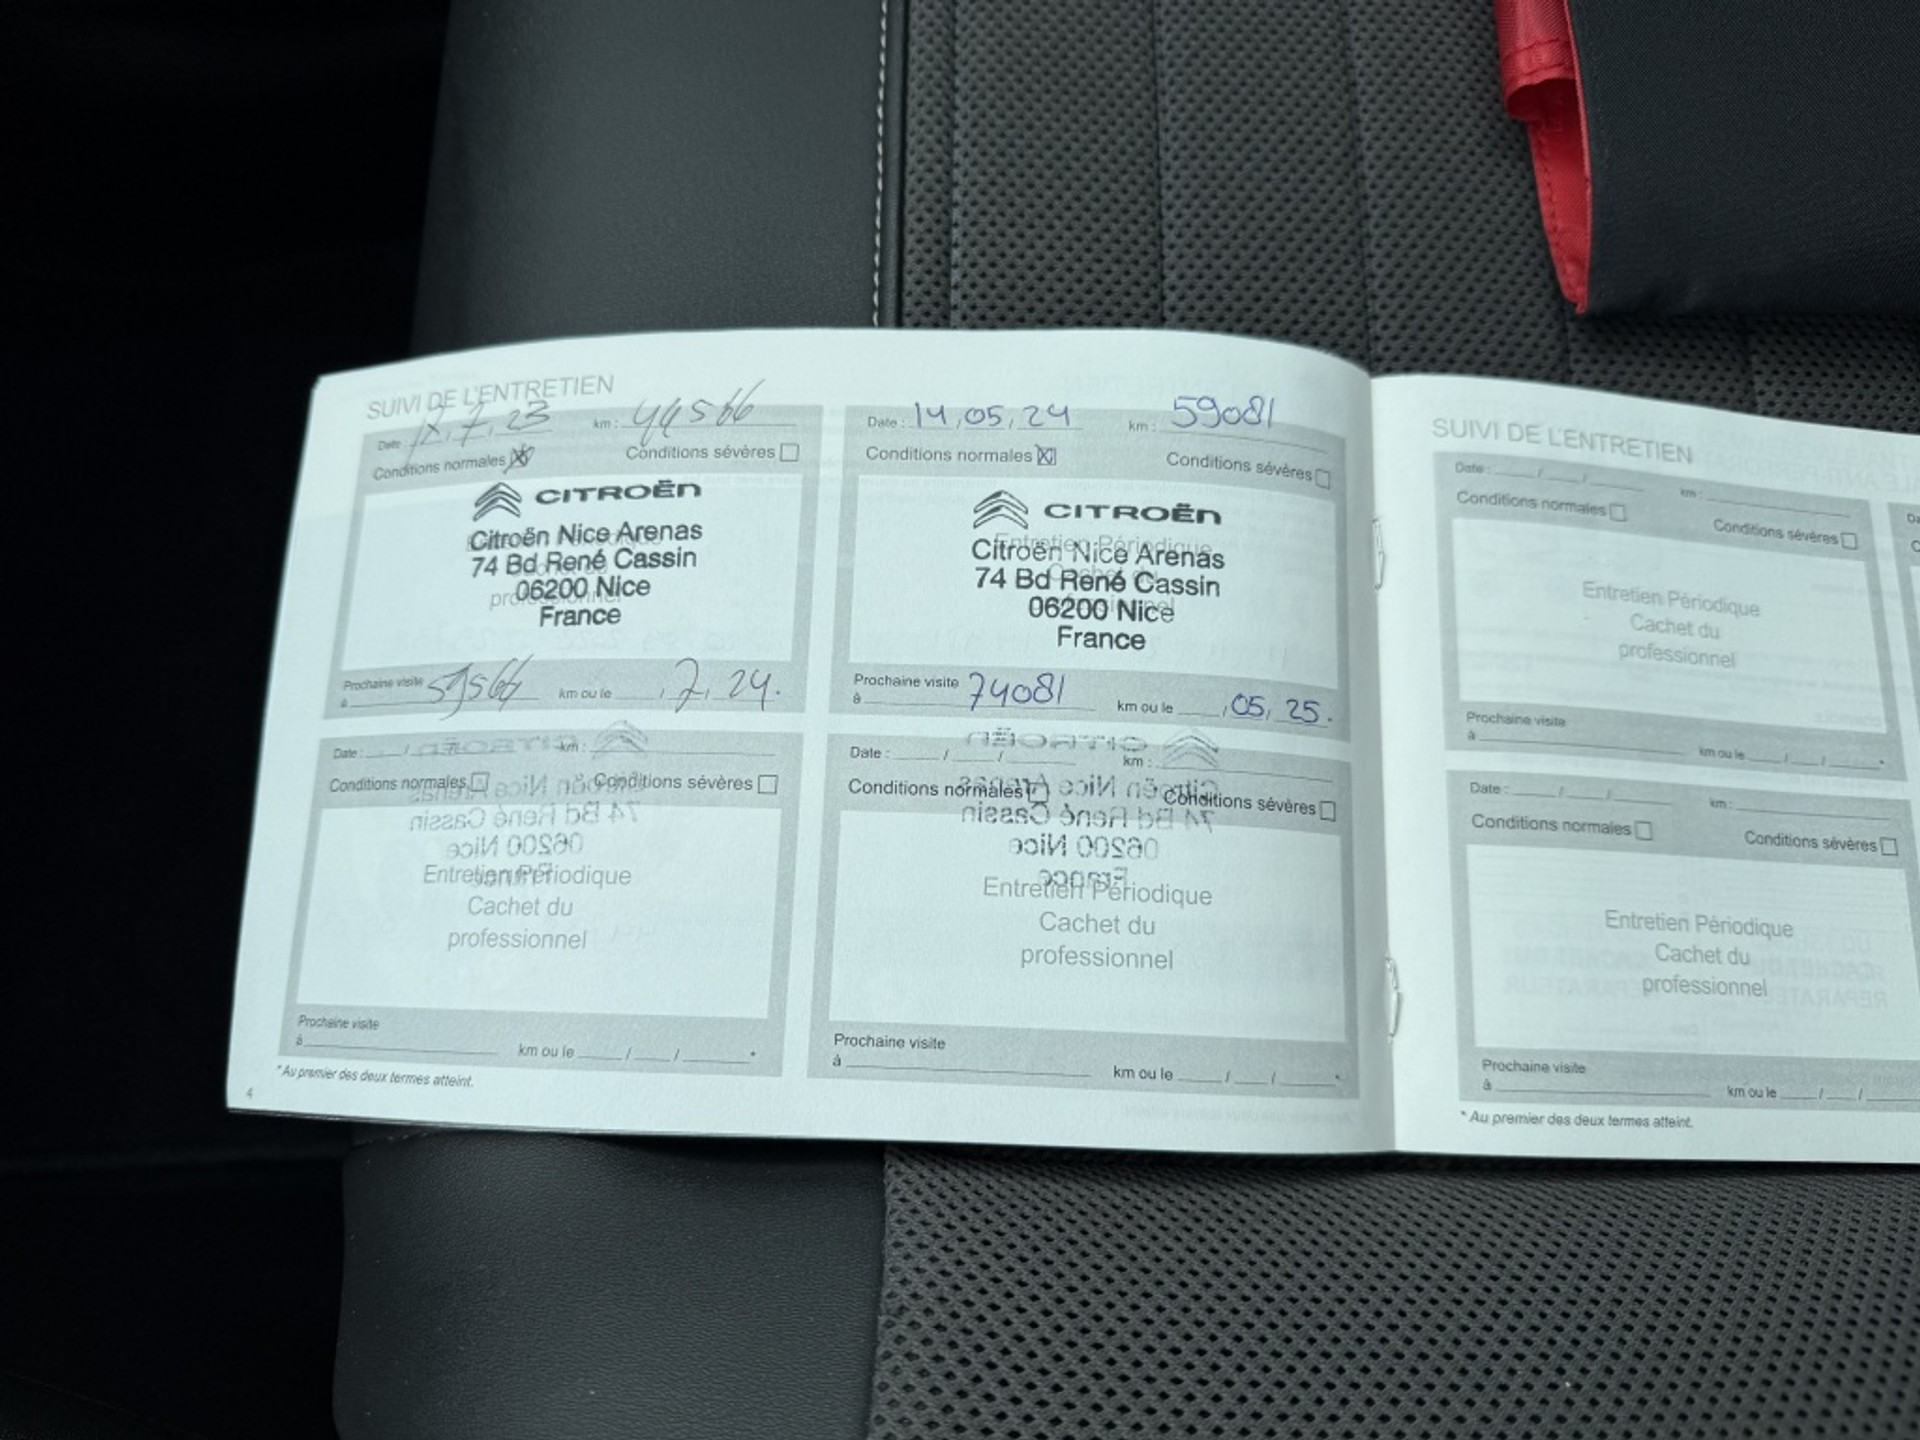 SUIVI DE L'ENTRETIEN
Date : 12,7,23 km : 44566
Conditions normales Conditions sévères
CITROËN
Citroën Nice Arenas
74 Bd René Cassin
06200 Nice
France
Prochaine visite
à 59566 km ou le , 7, 24.
Date : 14,05,24 km : 59081
Conditions normales Conditions sévères
CITROËN
Citroën Nice Arenas
74 Bd René Cassin
06200 Nice
France
Prochaine visite
à 74081 km ou le ,05, 25.
Date : / / km :
Conditions normales Conditions sévères
Entretien Périodique
Cachet du
professionnel
Prochaine visite
à km ou le / / *
Date : / / km :
Conditions normales Conditions sévères
Entretien Périodique
Cachet du
professionnel
Prochaine visite
à km ou le / / *
*Au premier des deux termes atteint.
4
SUIVI DE L'ENTRETIEN
Date : / / km :
Conditions normales Conditions sévères
Entretien Périodique
Cachet du
professionnel
Prochaine visite
à km ou le / / *
Date : / / km :
Conditions normales Conditions sévères
Entretien Périodique
Cachet du
professionnel
Prochaine visite
à km ou le / /
* Au premier des deux termes atteint.